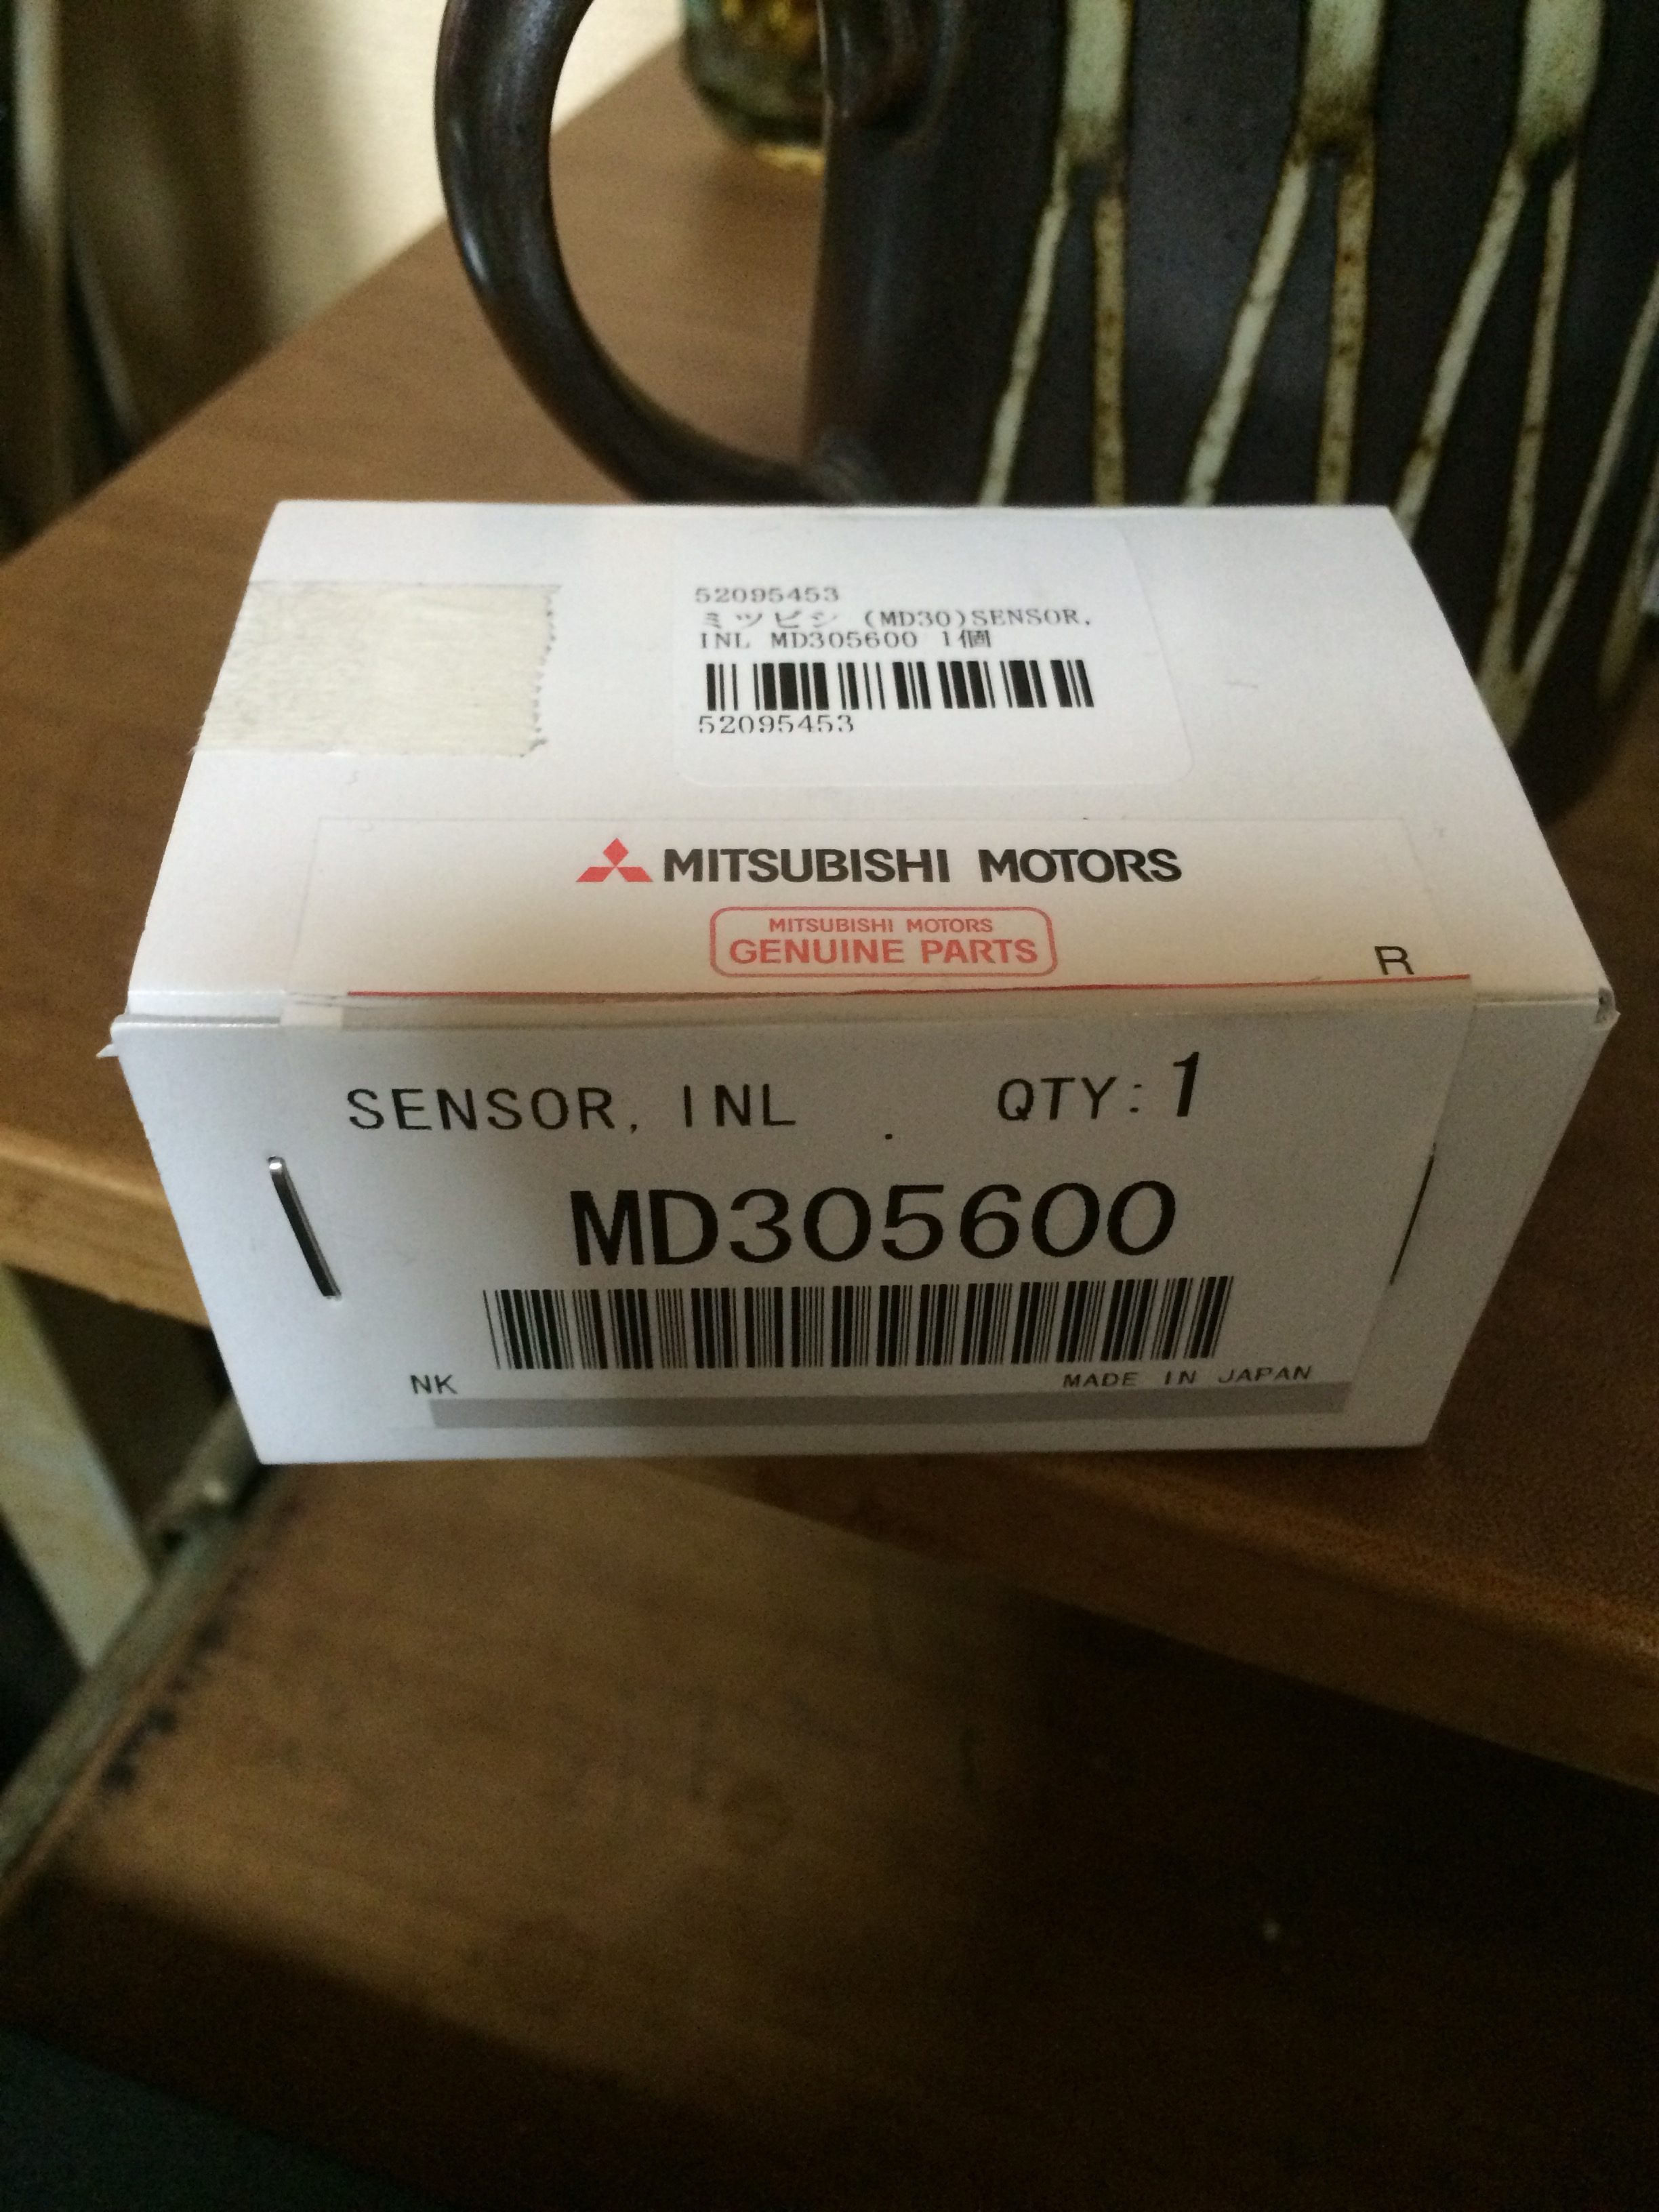 52095453
ミツビシ (MD30)SENSOR,
INL MD305600 1個
52095453
MITSUBISHI MOTORS
MITSUBISHI MOTORS
GENUINE PARTS
R
SENSOR, INL QTY:1
MD305600
NK MADE IN JAPAN